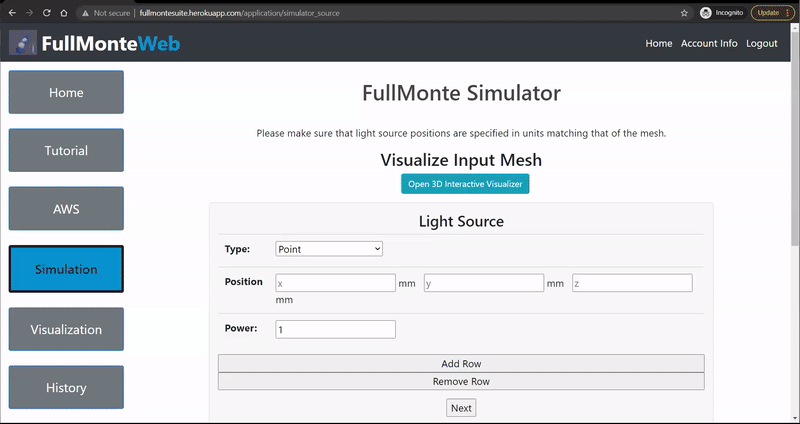 Not secure | fullmontesuite.herokuapp.com/application/simulator_source
Incognito
Update
FullMonteWeb
Home Account Info Logout
Home
Tutorial
AWS
Simulation
Visualization
History
FullMonte Simulator
Please make sure that light source positions are specified in units matching that of the mesh.
Visualize Input Mesh
Open 3D Interactive Visualizer
Light Source
Type: Point
Position x mm y mm z
mm
Power: 1
Add Row
Remove Row
Next